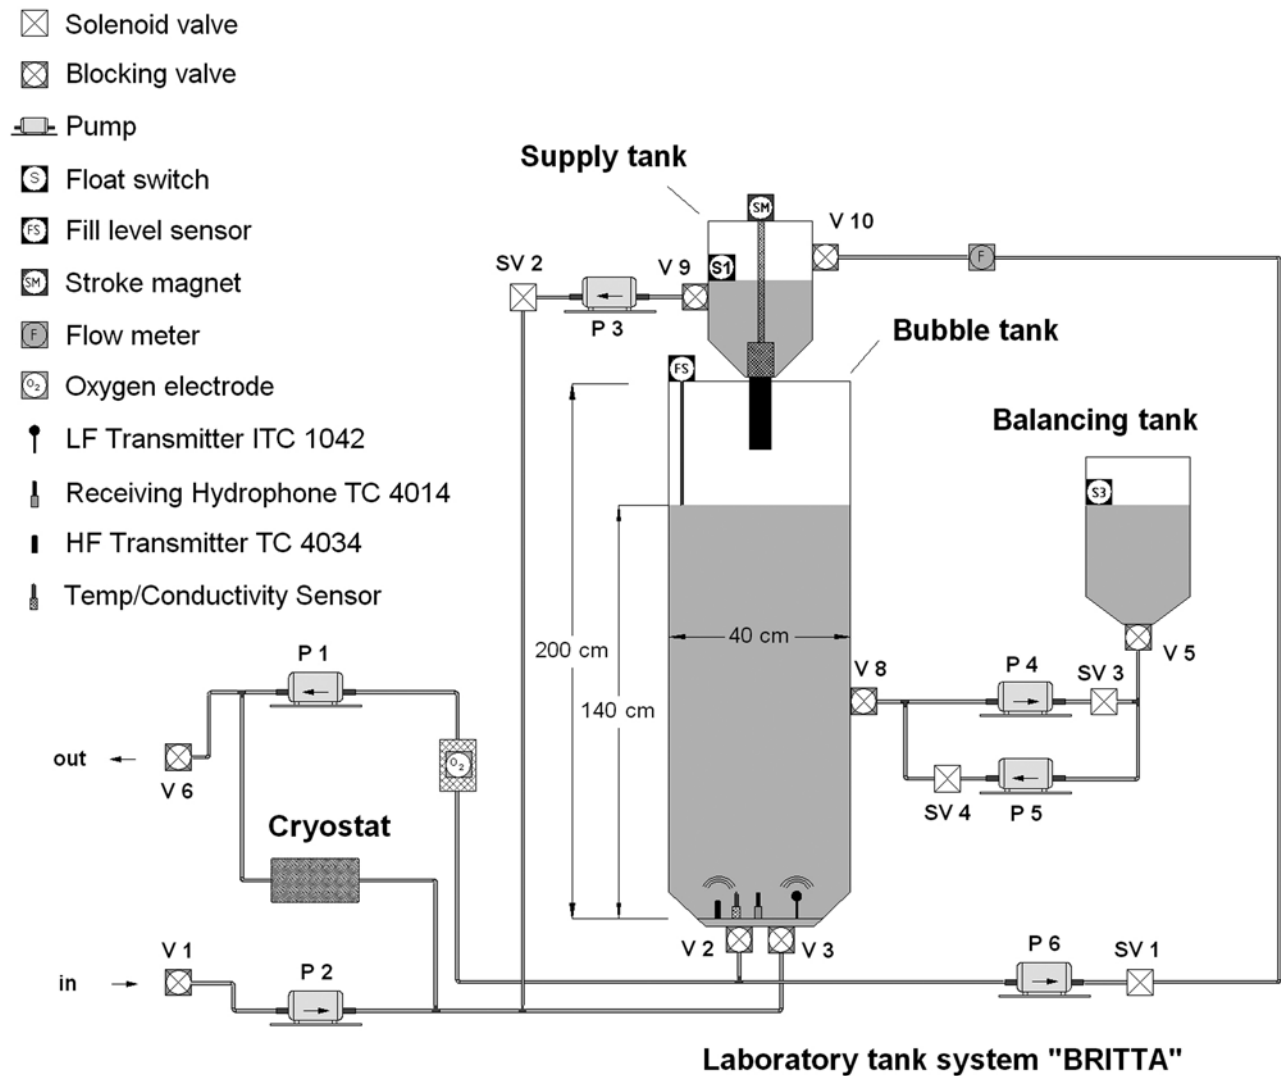 Solenoid valve
Blocking valve
Pump
S Float switch
FS Fill level sensor
SM Stroke magnet
F Flow meter
O₂ Oxygen electrode
LF Transmitter ITC 1042
Receiving Hydrophone TC 4014
HF Transmitter TC 4034
Temp/Conductivity Sensor
Supply tank
SM
V 10
SV 2
V 9
S1
F
P 3
Bubble tank
FS
Balancing tank
S3
200 cm
40 cm
140 cm
V 5
V 8
P 4
SV 3
SV 4
P 5
P 1
out
V 6
O₂
Cryostat
V 1
in
P 2
V 2
V 3
P 6
SV 1
Laboratory tank system "BRITTA"